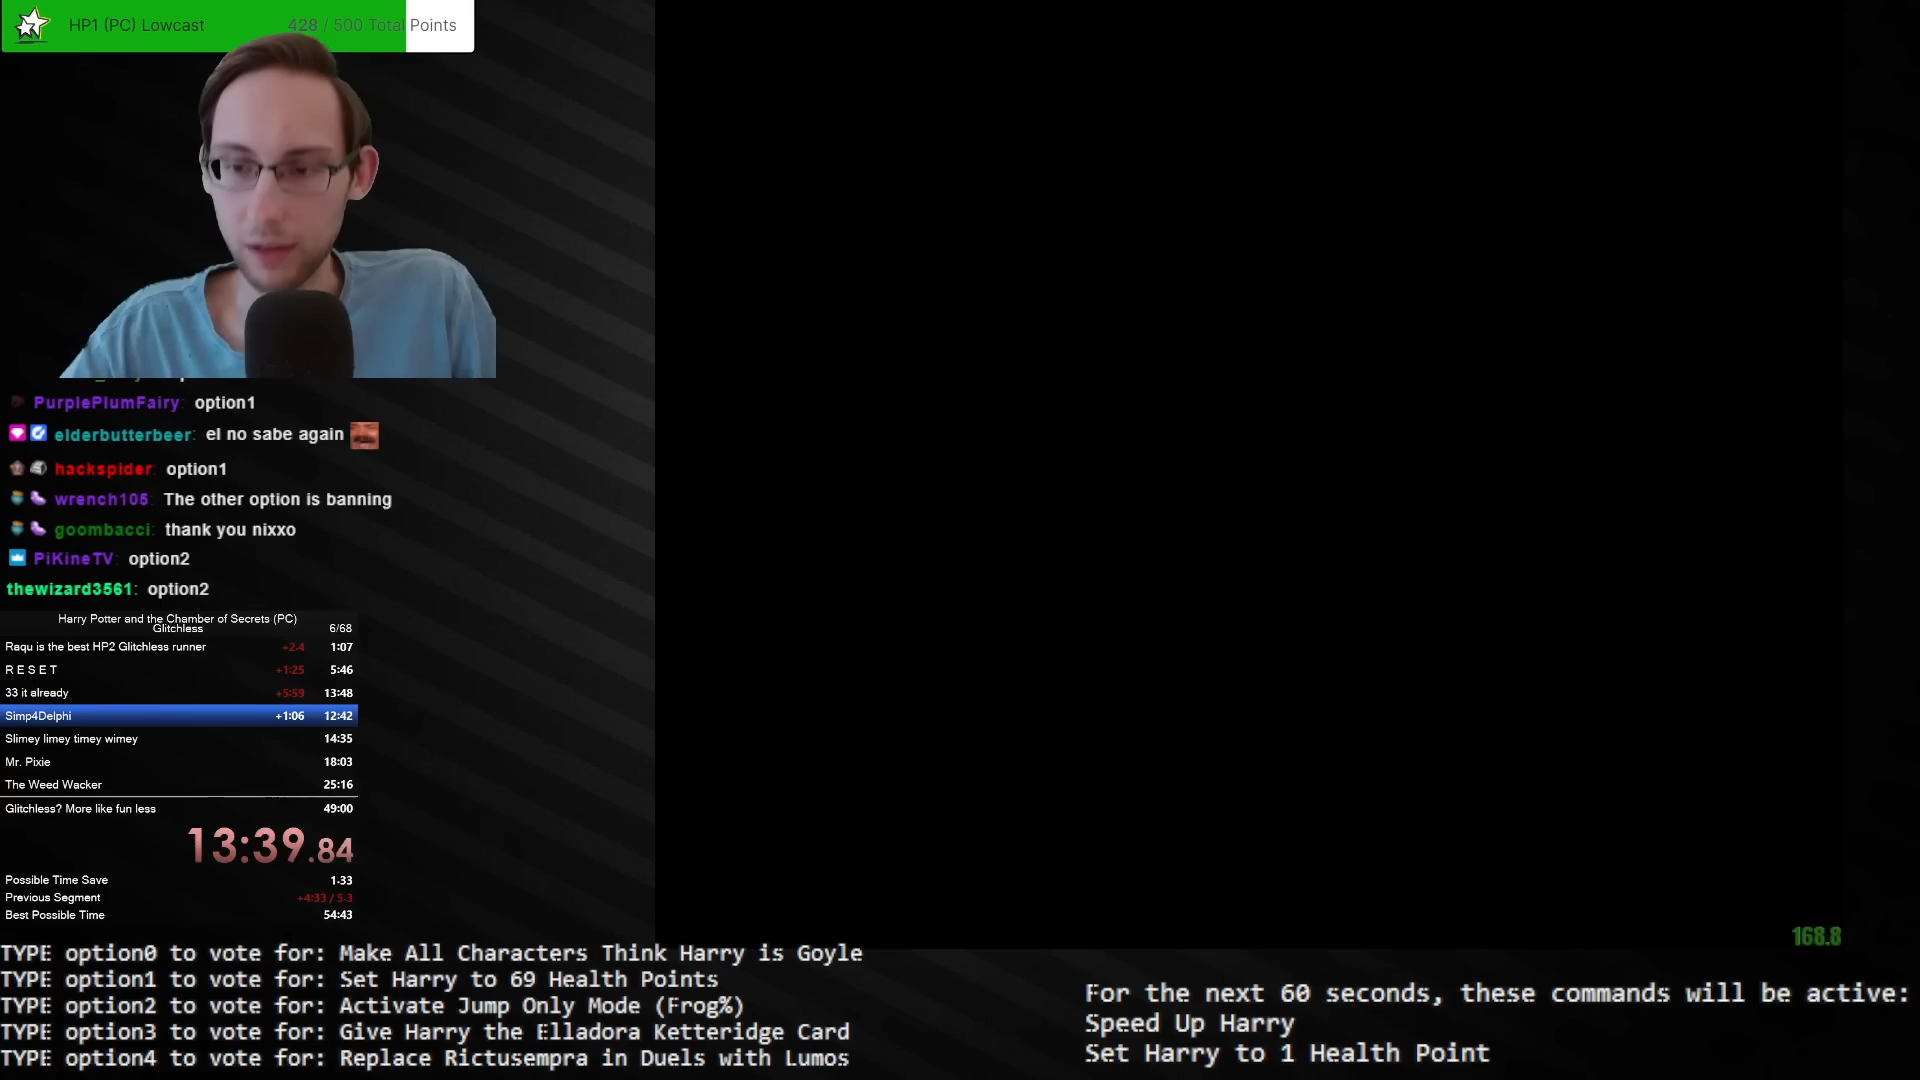 HP1 (PC) Lowcast 428 / 500 Total Points
PurplePlumFairy: option1
elderbutterbeer: el no sabe again
hackspider: option1
wrench105: The other option is banning
goombacci: thank you nixxo
PiKineTV: option2
thewizard3561: option2
Harry Potter and the Chamber of Secrets (PC)
Glitchless 6/68
Raqu is the best HP2 Glitchless runner +2.4 1:07
R E S E T +1:25 5:46
33 it already +5:59 13:48
Simp4Delphi +1:06 12:42
Slimey limey timey wimey 14:35
Mr. Pixie 18:03
The Weed Wacker 25:16
Glitchless? More like fun less 49:00
13:39.84
Possible Time Save 1.33
Previous Segment +4:33 / 5.3
Best Possible Time 54:43
168.8
TYPE option0 to vote for: Make All Characters Think Harry is Goyle
TYPE option1 to vote for: Set Harry to 69 Health Points
TYPE option2 to vote for: Activate Jump Only Mode (Frog%)
TYPE option3 to vote for: Give Harry the Elladora Ketteridge Card
TYPE option4 to vote for: Replace Rictusempra in Duels with Lumos
For the next 60 seconds, these commands will be active:
Speed Up Harry
Set Harry to 1 Health Point